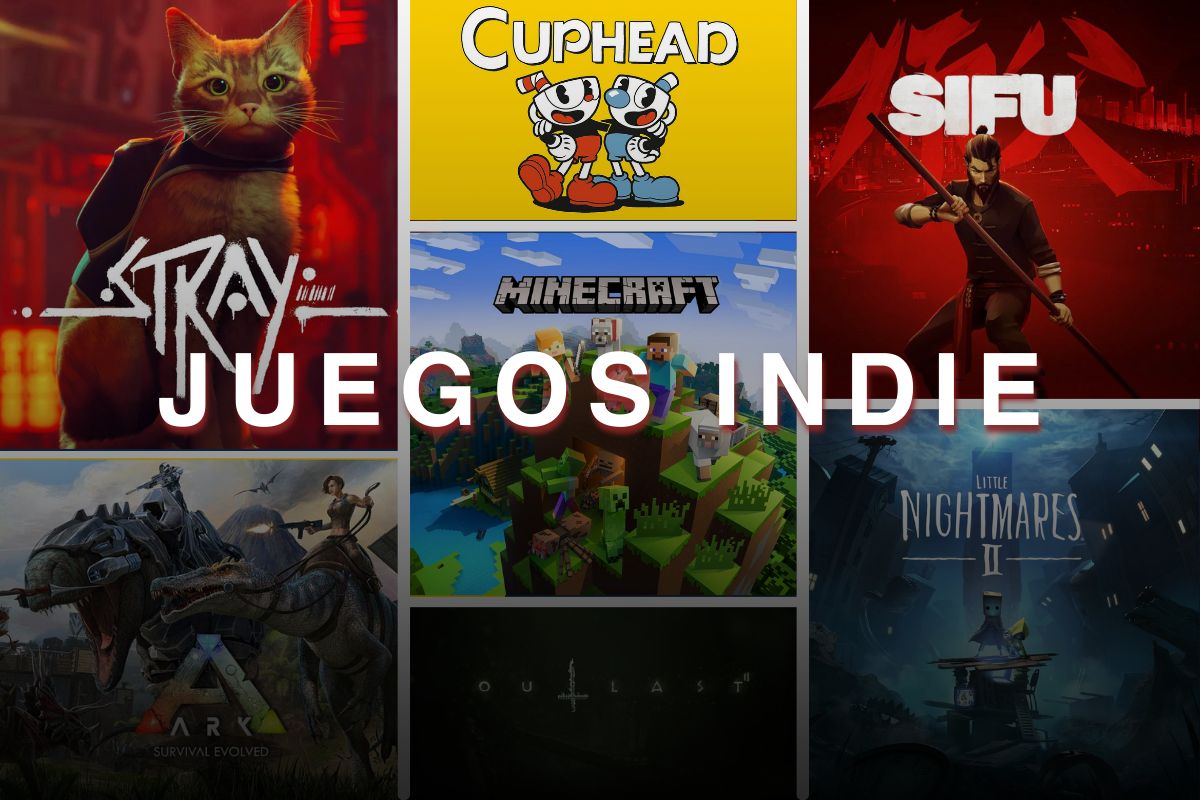 CUPHEAD
SIFU
STRAY
MINECRAFT
JUEGOS INDIE
LITTLE
NIGHTMARES
II
OUTLAST II
ARK
SURVIVAL EVOLVED